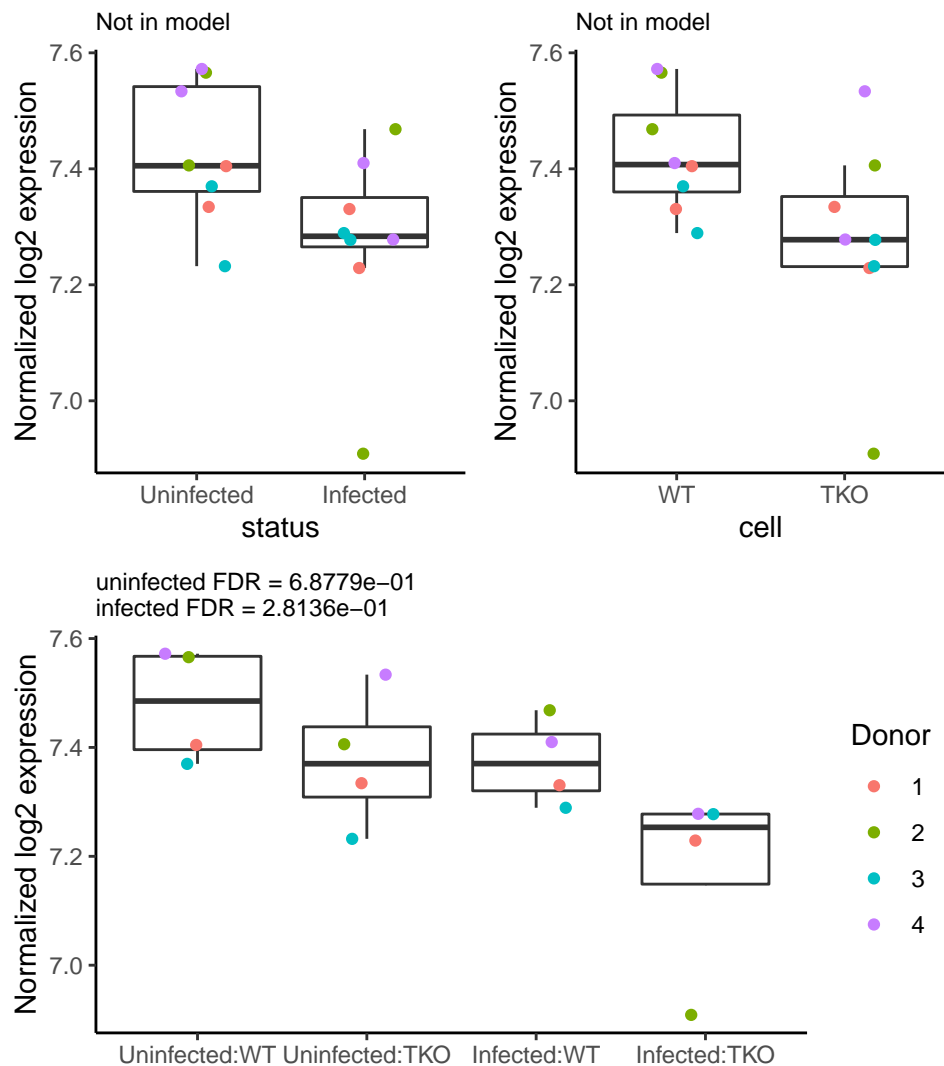 Not in model
Normalized log2 expression
7.6
7.4
7.2
7.0
Uninfected Infected
status
Not in model
Normalized log2 expression
7.6
7.4
7.2
7.0
WT TKO
cell
uninfected FDR = 6.8779e−01
infected FDR = 2.8136e−01
Normalized log2 expression
7.6
7.4
7.2
7.0
Uninfected:WT Uninfected:TKO Infected:WT Infected:TKO
Donor
1
2
3
4